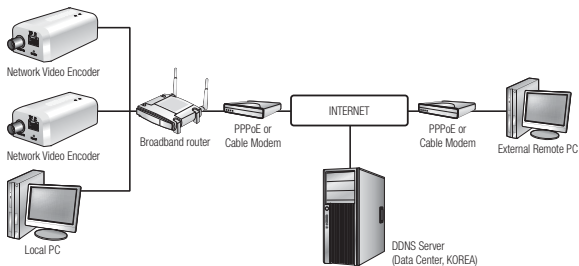 Network Video Encoder
Network Video Encoder
Local PC
Broadband router
PPPoE or
Cable Modem
INTERNET
PPPoE or
Cable Modem
External Remote PC
DDNS Server
(Data Center, KOREA)